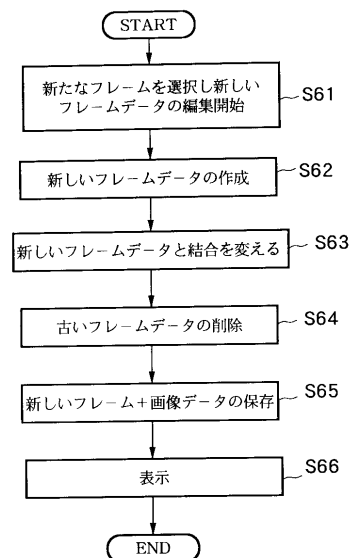 START
新たなフレームを選択し新しい
フレームデータの編集開始
S61
新しいフレームデータの作成
S62
新しいフレームデータと結合を変える
S63
古いフレームデータの削除
S64
新しいフレーム＋画像データの保存
S65
表示
S66
END